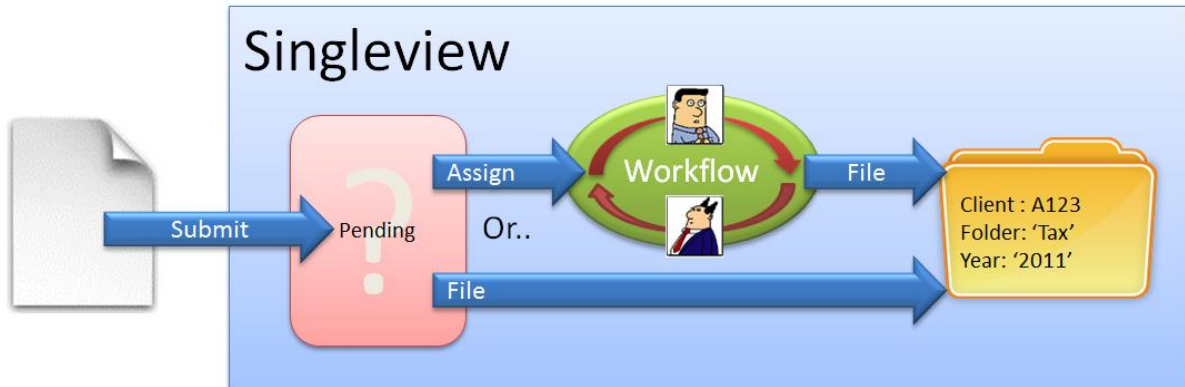 Singleview
Submit
?
Pending
Assign
Or..
File
Workflow
File
Client : A123
Folder: ‘Tax’
Year: ‘2011’